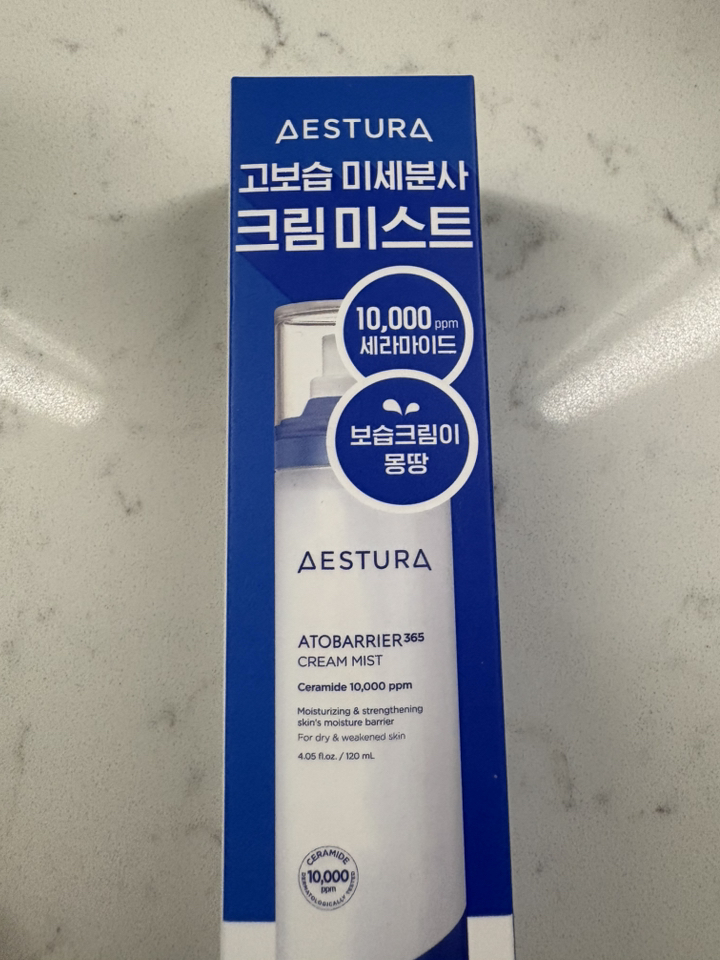 AESTURA
고보습 미세분사
크림 미스트
10,000 ppm
세라마이드
보습크림이
몽땅
AESTURA
ATOBARRIER365
CREAM MIST
Ceramide 10,000 ppm
Moisturizing & strengthening
skin's moisture barrier
For dry & weakened skin
4.05 fl.oz. / 120 mL
CERAMIDE
10,000
ppm
DERMATOLOGICALLY TESTED